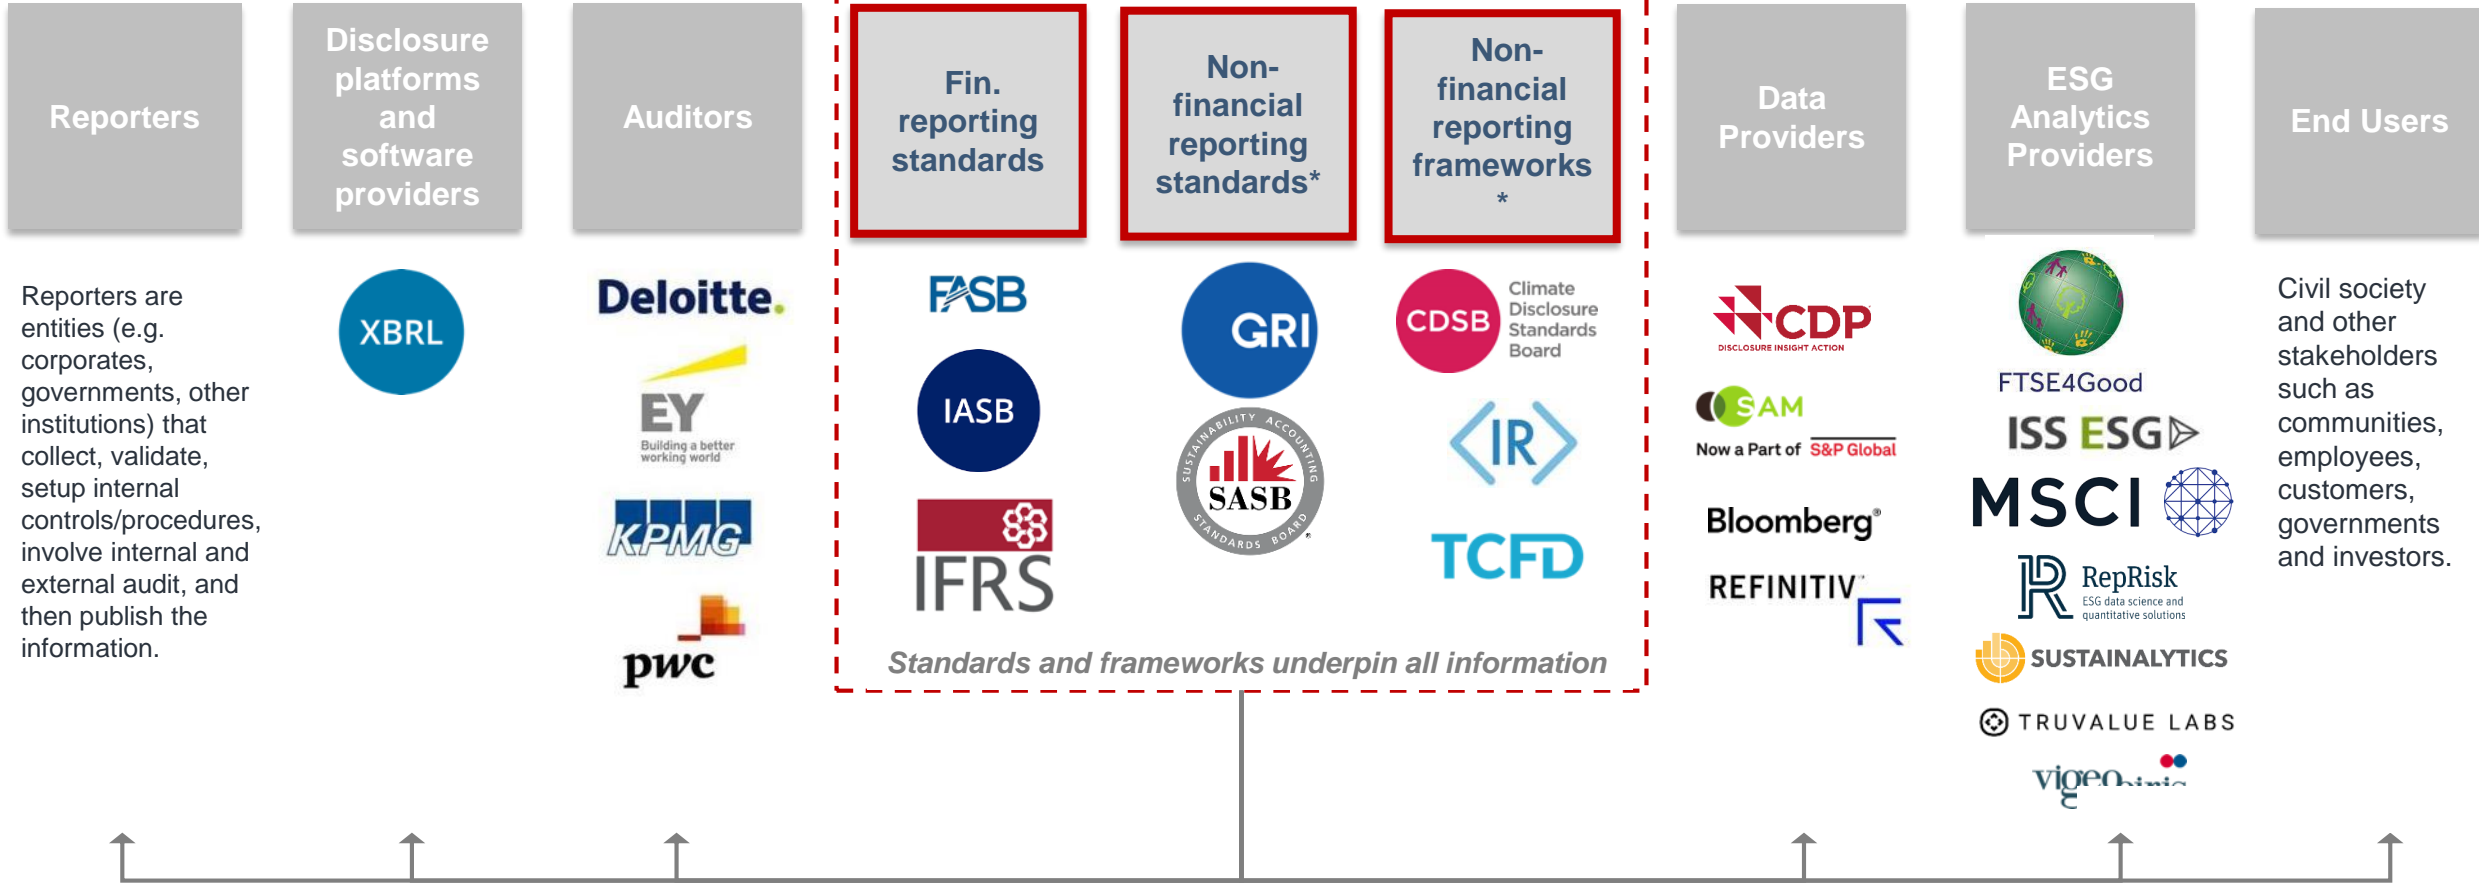 Reporters
Disclosure
platforms
and
software
providers
Auditors
Fin.
reporting
standards
Non-
financial
reporting
standards*
Non-
financial
reporting
frameworks
*
Data
Providers
ESG
Analytics
Providers
End Users
Reporters are
entities (e.g.
corporates,
governments, other
institutions) that
collect, validate,
setup internal
controls/procedures,
involve internal and
external audit, and
then publish the
information.
XBRL
Deloitte.
EY
Building a better
working world
KPMG
pwc
FASB
IASB
IFRS
GRI
SUSTAINABILITY ACCOUNTING
SASB
STANDARDS BOARD
®
CDSB
Climate
Disclosure
Standards
Board
<IR>
TCFD
Standards and frameworks underpin all information
CDP
DISCLOSURE INSIGHT ACTION
SAM
Now a Part of S&P Global
Bloomberg®
REFINITIV
FTSE4Good
ISS ESG
MSCI
RepRisk
ESG data science and
quantitative solutions
SUSTAINALYTICS
TRUVALUE LABS
vigeo
Civil society
and other
stakeholders
such as
communities,
employees,
customers,
governments
and investors.